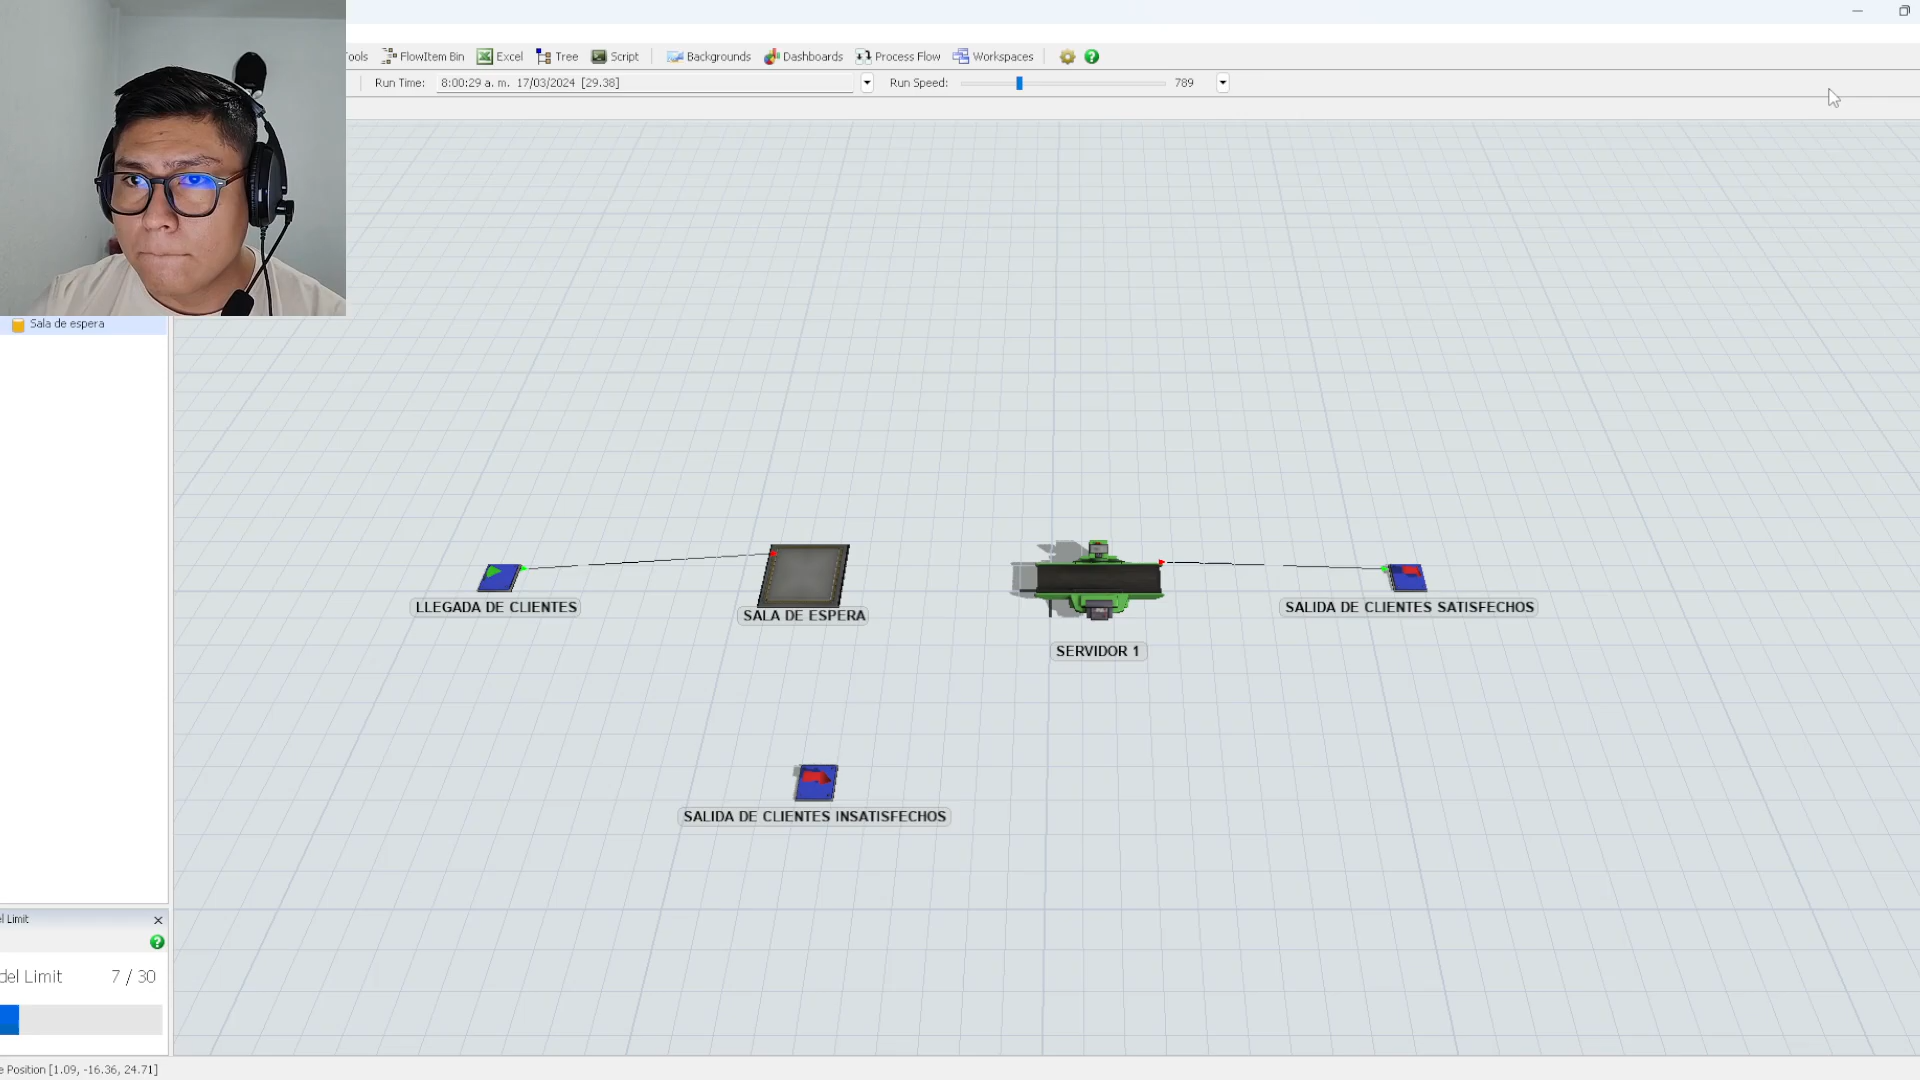 ools FlowItem Bin Excel Tree Script Backgrounds Dashboards Process Flow Workspaces
Run Time: 8:00:29 a. m. 17/03/2024 [29.38] Run Speed: 789
Sala de espera
LLEGADA DE CLIENTES
SALA DE ESPERA
SERVIDOR 1
SALIDA DE CLIENTES SATISFECHOS
SALIDA DE CLIENTES INSATISFECHOS
el Limit
del Limit 7 / 30
e Position [1.09, -16.36, 24.71]